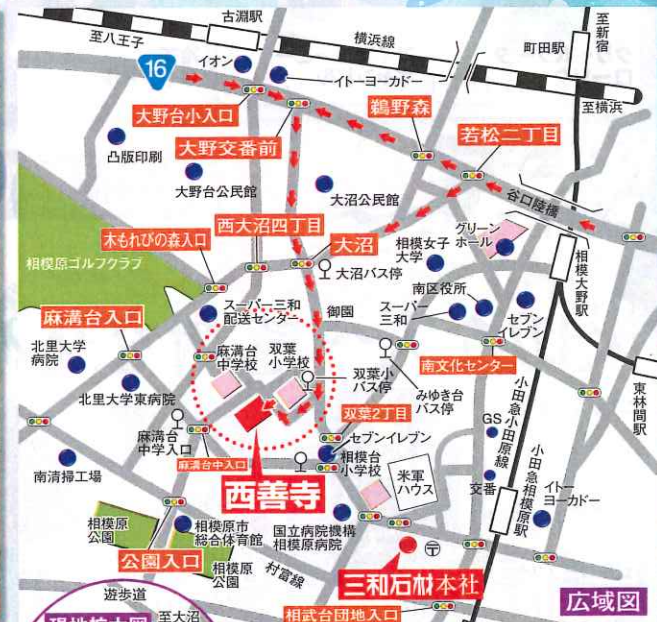 古淵駅
至八王子
横浜線
町田駅
至新宿
至横浜
16
イオン
イトーヨーカドー
大野台小入口
鵜野森
凸版印刷
大野交番前
若松二丁目
大野台公民館
大沼公民館
谷口陸橋
木もれびの森入口
西大沼四丁目
大沼
グリーン
ホール
相模女子
大学
相模原ゴルフクラブ
大沼バス停
相模大野駅
南区役所
スーパー三和
配送センター
御園
スーパー
三和
セブン
イレブン
麻溝台入口
北里大学
病院
麻溝台
中学校
双葉
小学校
南文化センター
双葉小
バス停
みゆき台
バス停
東林間駅
北里大学東病院
双葉2丁目
小田急小田原線
麻溝台
中学入口
セブンイレブン
GS
麻溝台中入口
相模台
小学校
小田急相模原駅
南清掃工場
西善寺
米軍
ハウス
交番
イトー
ヨーカドー
相模原
公園
相模原市
総合体育館
国立病院機構
相模原病院
公園入口
相模原
公園
村富線
三和石材本社
広域図
遊歩道
至大沼
相武台団地入口
現地拡大図